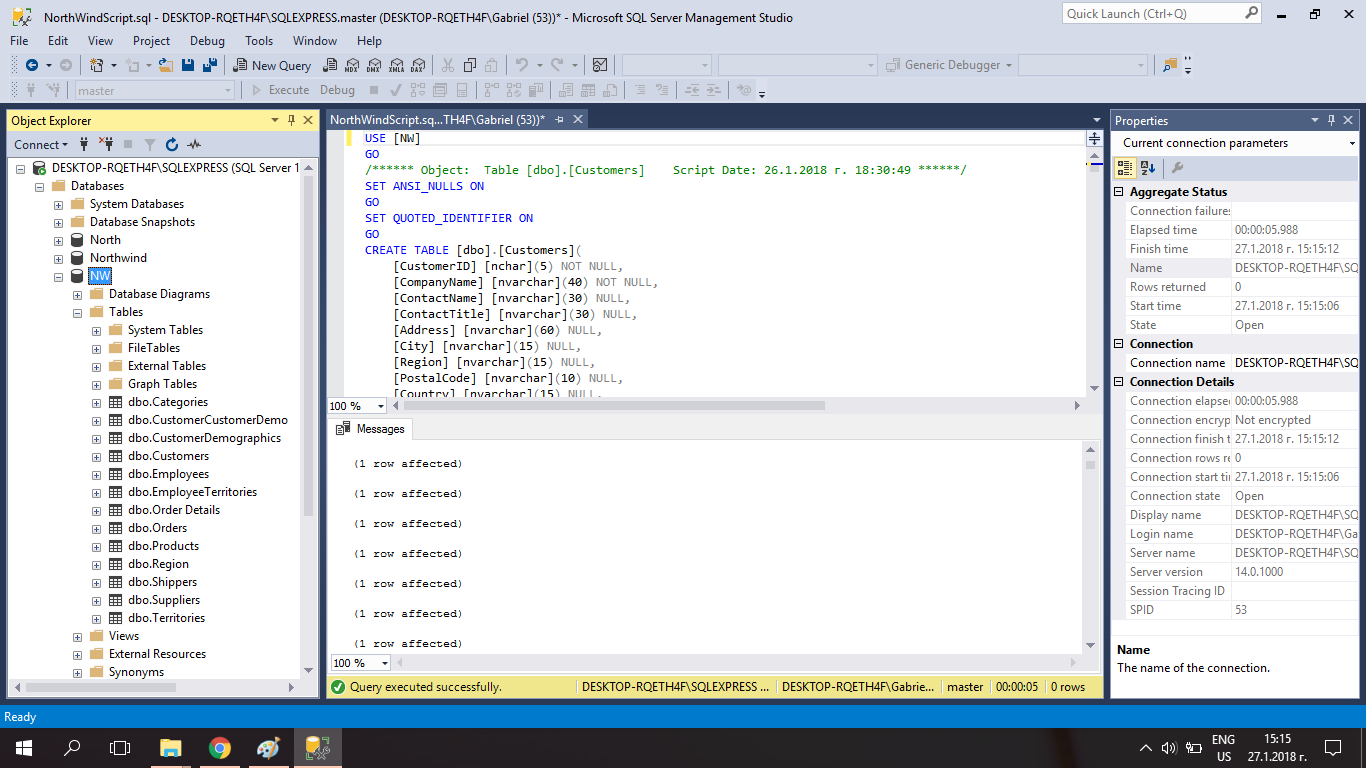 NorthWindScript.sql - DESKTOP-RQETH4F\SQLEXPRESS.master (DESKTOP-RQETH4F\Gabriel (53))* - Microsoft SQL Server Management Studio
Quick Launch (Ctrl+Q)
File Edit View Project Debug Tools Window Help
New Query MDX DMX XMLA DAX Generic Debugger
master Execute Debug
Object Explorer
Connect
DESKTOP-RQETH4F\SQLEXPRESS (SQL Server 1
Databases
System Databases
Database Snapshots
North
Northwind
NW
Database Diagrams
Tables
System Tables
FileTables
External Tables
Graph Tables
dbo.Categories
dbo.CustomerCustomerDemo
dbo.CustomerDemographics
dbo.Customers
dbo.Employees
dbo.EmployeeTerritories
dbo.Order Details
dbo.Orders
dbo.Products
dbo.Region
dbo.Shippers
dbo.Suppliers
dbo.Territories
Views
External Resources
Synonyms
NorthWindScript.sq...TH4F\Gabriel (53))*
USE [NW]
GO
/****** Object:  Table [dbo].[Customers]    Script Date: 26.1.2018 г. 18:30:49 ******/
SET ANSI_NULLS ON
GO
SET QUOTED_IDENTIFIER ON
GO
CREATE TABLE [dbo].[Customers](
[CustomerID] [nchar](5) NOT NULL,
[CompanyName] [nvarchar](40) NOT NULL,
[ContactName] [nvarchar](30) NULL,
[ContactTitle] [nvarchar](30) NULL,
[Address] [nvarchar](60) NULL,
[City] [nvarchar](15) NULL,
[Region] [nvarchar](15) NULL,
[PostalCode] [nvarchar](10) NULL,
[Country] [nvarchar](15) NULL,
100 %
Messages
(1 row affected)
(1 row affected)
(1 row affected)
(1 row affected)
(1 row affected)
(1 row affected)
(1 row affected)
100 %
Query executed successfully. DESKTOP-RQETH4F\SQLEXPRESS ... DESKTOP-RQETH4F\Gabrie... master 00:00:05 0 rows
Properties
Current connection parameters
Aggregate Status
Connection failures
Elapsed time 00:00:05.988
Finish time 27.1.2018 г. 15:15:12
Name DESKTOP-RQETH4F\SQ
Rows returned 0
Start time 27.1.2018 г. 15:15:06
State Open
Connection
Connection name DESKTOP-RQETH4F\SQ
Connection Details
Connection elapse 00:00:05.988
Connection encryp Not encrypted
Connection finish t 27.1.2018 г. 15:15:12
Connection rows re 0
Connection start ti 27.1.2018 г. 15:15:06
Connection state Open
Display name DESKTOP-RQETH4F\SQ
Login name DESKTOP-RQETH4F\Ga
Server name DESKTOP-RQETH4F\SQ
Server version 14.0.1000
Session Tracing ID
SPID 53
Name
The name of the connection.
Ready
ENG
US
15:15
27.1.2018 г.